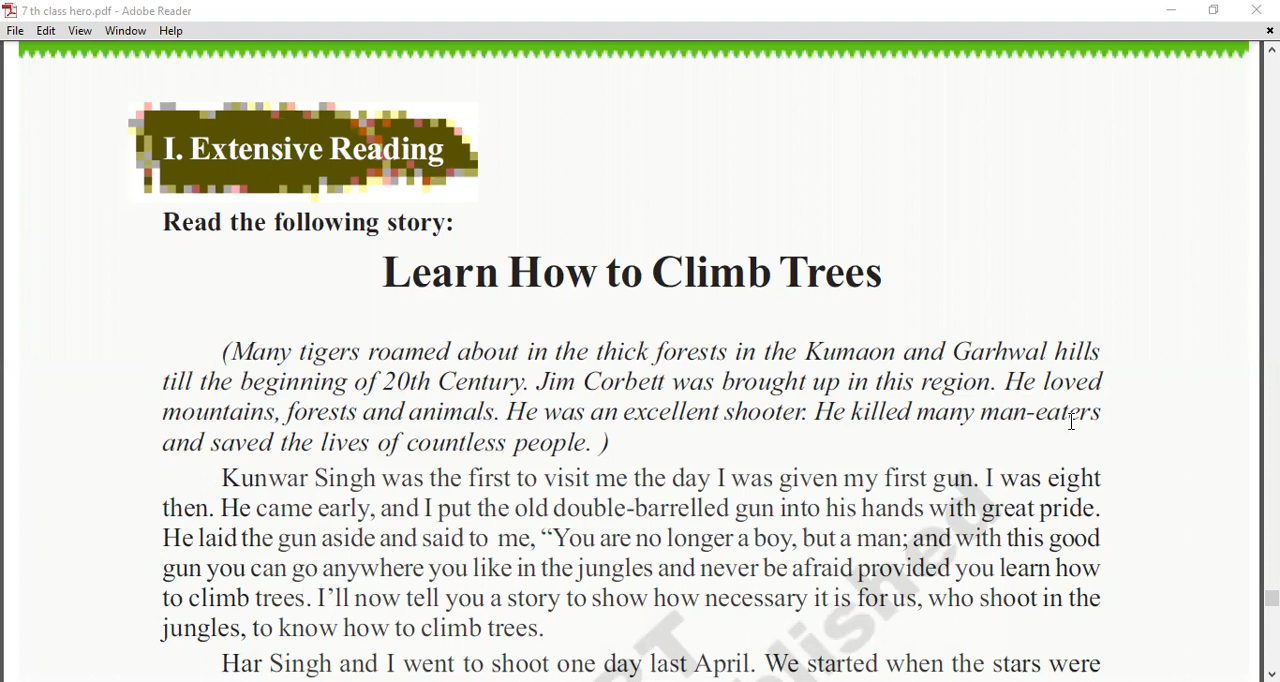 7 th class hero.pdf - Adobe Reader
File Edit View Window Help
I. Extensive Reading
Read the following story:
Learn How to Climb Trees
(Many tigers roamed about in the thick forests in the Kumaon and Garhwal hills
till the beginning of 20th Century. Jim Corbett was brought up in this region. He loved
mountains, forests and animals. He was an excellent shooter. He killed many man-eaters
and saved the lives of countless people. )
Kunwar Singh was the first to visit me the day I was given my first gun. I was eight
then. He came early, and I put the old double-barrelled gun into his hands with great pride.
He laid the gun aside and said to me, “You are no longer a boy, but a man; and with this good
gun you can go anywhere you like in the jungles and never be afraid provided you learn how
to climb trees. I’ll now tell you a story to show how necessary it is for us, who shoot in the
jungles, to know how to climb trees.
Har Singh and I went to shoot one day last April. We started when the stars were